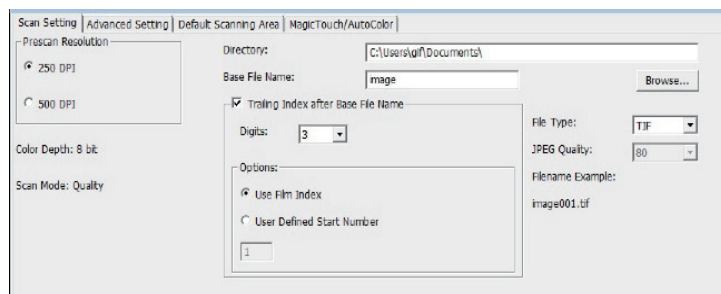 Scan Setting Advanced Setting Default Scanning Area MagicTouch/AutoColor
Prescan Resolution
250 DPI
500 DPI
Color Depth: 8 bit
Scan Mode: Quality
Directory: C:\Users\gif\Documents\
Base File Name: image
Browse...
Trailing Index after Base File Name
Digits: 3
Options:
Use Film Index
User Defined Start Number
1
File Type: TIF
JPEG Quality: 80
Filename Example:
image001.tif